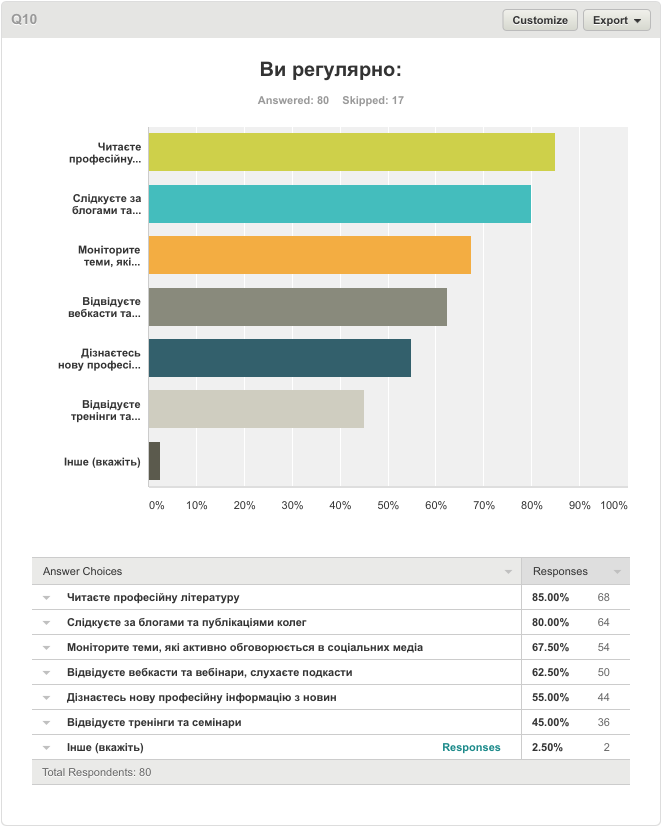 Q10
Customize
Export
Ви регулярно:
Answered: 80 Skipped: 17
Читаєте
професійну...
Слідкуєте за
блогами та...
Моніторите
теми, які...
Відвідуєте
вебкасти та...
Дізнаєтесь
нову професі...
Відвідуєте
тренінги та...
Інше (вкажіть)
0% 10% 20% 30% 40% 50% 60% 70% 80% 90% 100%
Answer Choices Responses
Читаєте професійну літературу 85.00% 68
Слідкуєте за блогами та публікаціями колег 80.00% 64
Моніторите теми, які активно обговорюється в соціальних медіа 67.50% 54
Відвідуєте вебкасти та вебінари, слухаєте подкасти 62.50% 50
Дізнаєтесь нову професійну інформацію з новин 55.00% 44
Відвідуєте тренінги та семінари 45.00% 36
Інше (вкажіть) Responses 2.50% 2
Total Respondents: 80